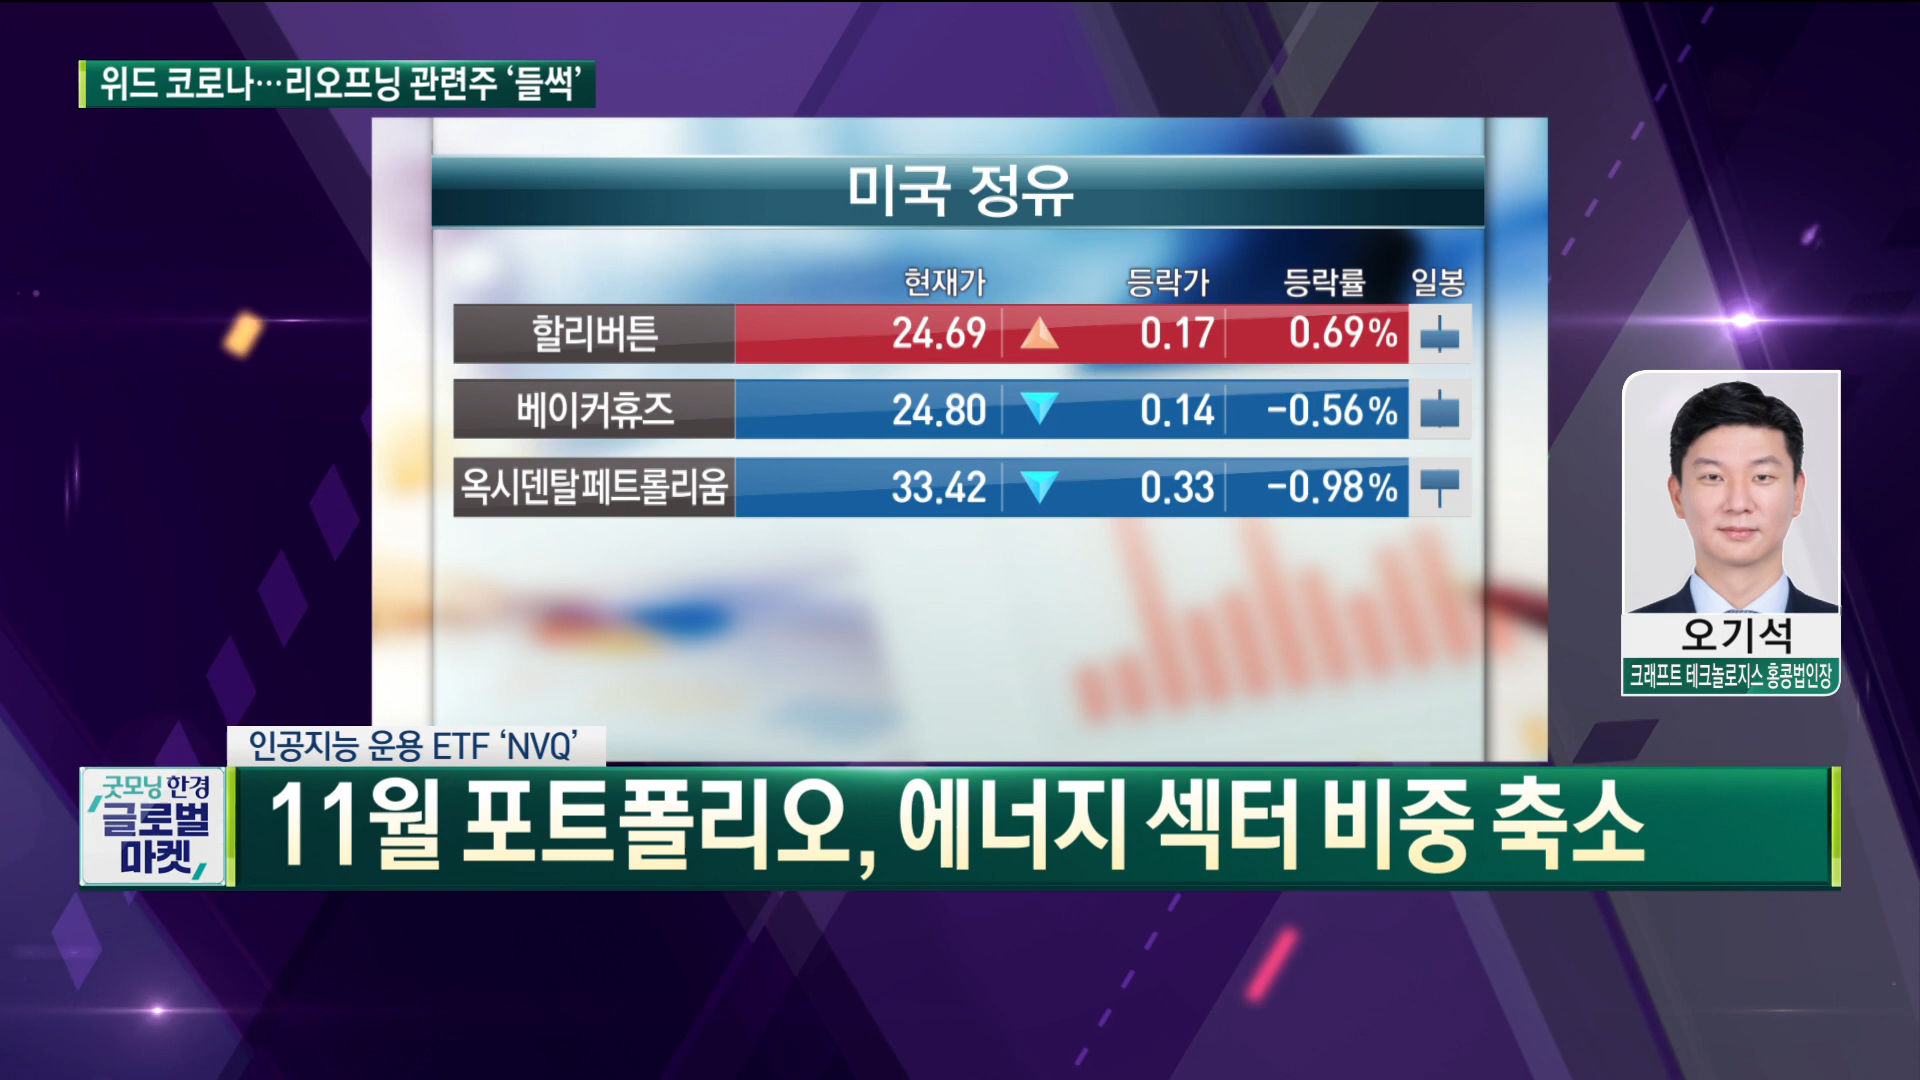 위드 코로나…리오프닝 관련주 ‘들썩’
미국 정유
현재가 등락가 등락률 일봉
할리버튼 24.69 ▲ 0.17 0.69%
베이커휴즈 24.80 ▼ 0.14 -0.56%
옥시덴탈페트롤리움 33.42 ▼ 0.33 -0.98%
오기석
크래프트 테크놀로지스 홍콩법인장
인공지능 운용 ETF ‘NVQ’
굿모닝 한경
글로벌
마켓
11월 포트폴리오, 에너지 섹터 비중 축소